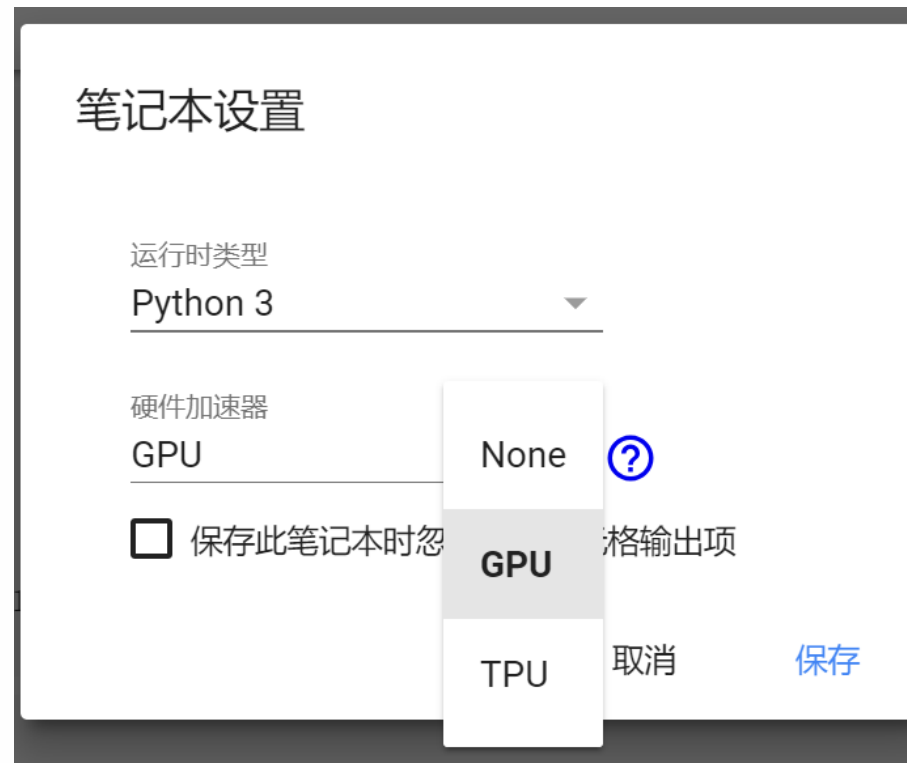 笔记本设置
运行时类型
Python 3
硬件加速器
GPU
None
GPU
TPU
保存此笔记本时忽
格输出项
取消
保存